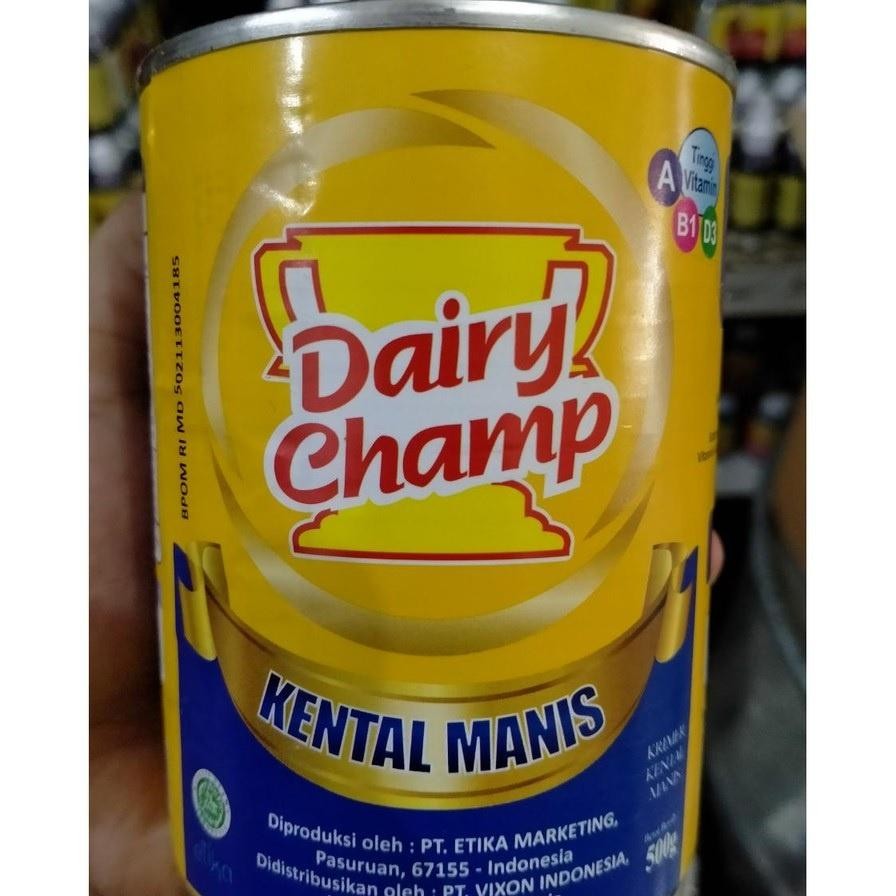 Tinggi
A Vitamin
B1 D3
BPOM RI MD 502113004185
Dairy
Champ
KENTAL MANIS
KRIMER
KENTAL
MANIS
500g
Diproduksi oleh : PT. ETIKA MARKETING.
Pasuruan, 67155 - Indonesia
Didistribusikan oleh : PT. VIXON INDONESIA.